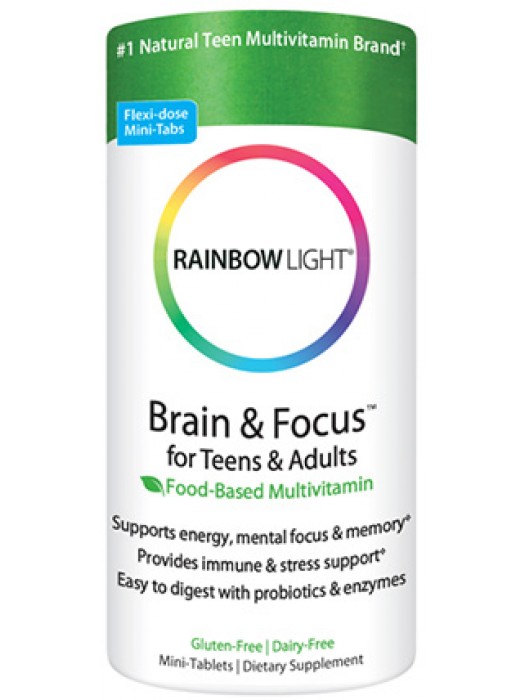 #1 Natural Teen Multivitamin Brand†
Flexi-dose
Mini-Tabs
RAINBOW LIGHT®
Brain & Focus™
for Teens & Adults
Food-Based Multivitamin
Supports energy, mental focus & memory❖
Provides immune & stress support❖
Easy to digest with probiotics & enzymes
Gluten-Free | Dairy-Free
Mini-Tablets | Dietary Supplement